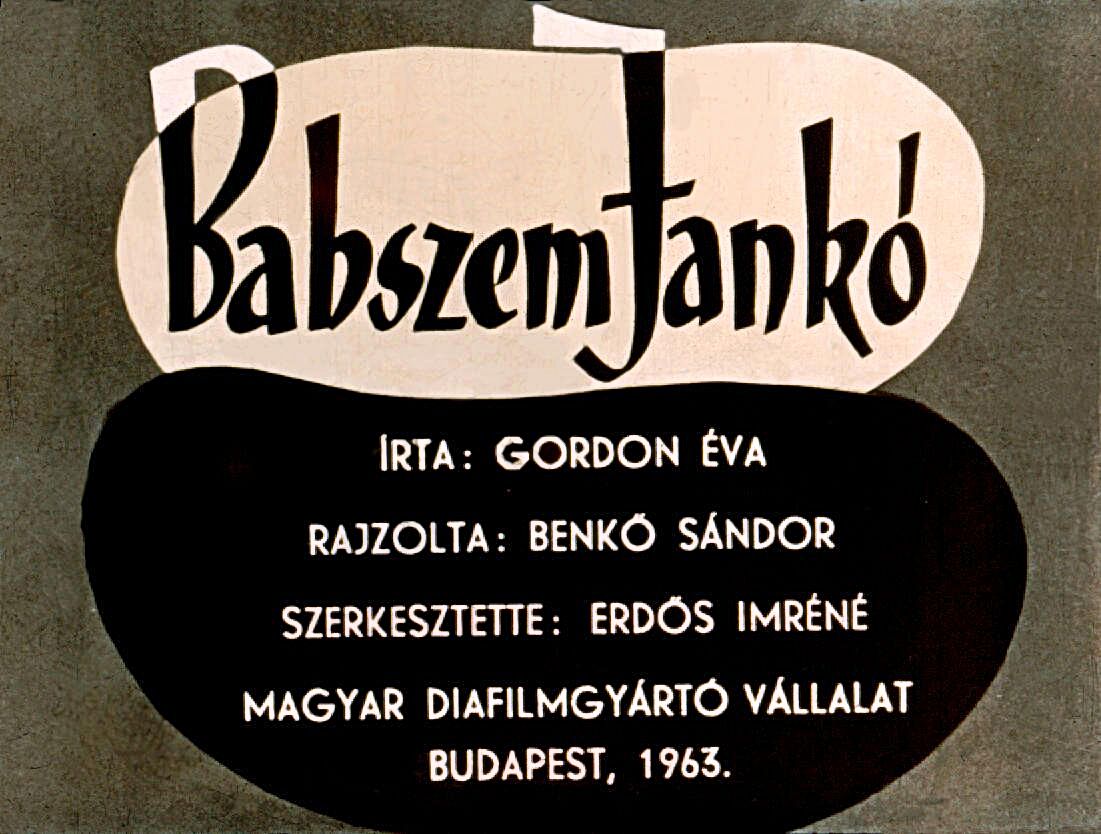 Babszem Jankó
ÍRTA: GORDON ÉVA
RAJZOLTA: BENKŐ SÁNDOR
SZERKESZTETTE: ERDŐS IMRÉNÉ
MAGYAR DIAFILMGYÁRTÓ VÁLLALAT
BUDAPEST, 1963.